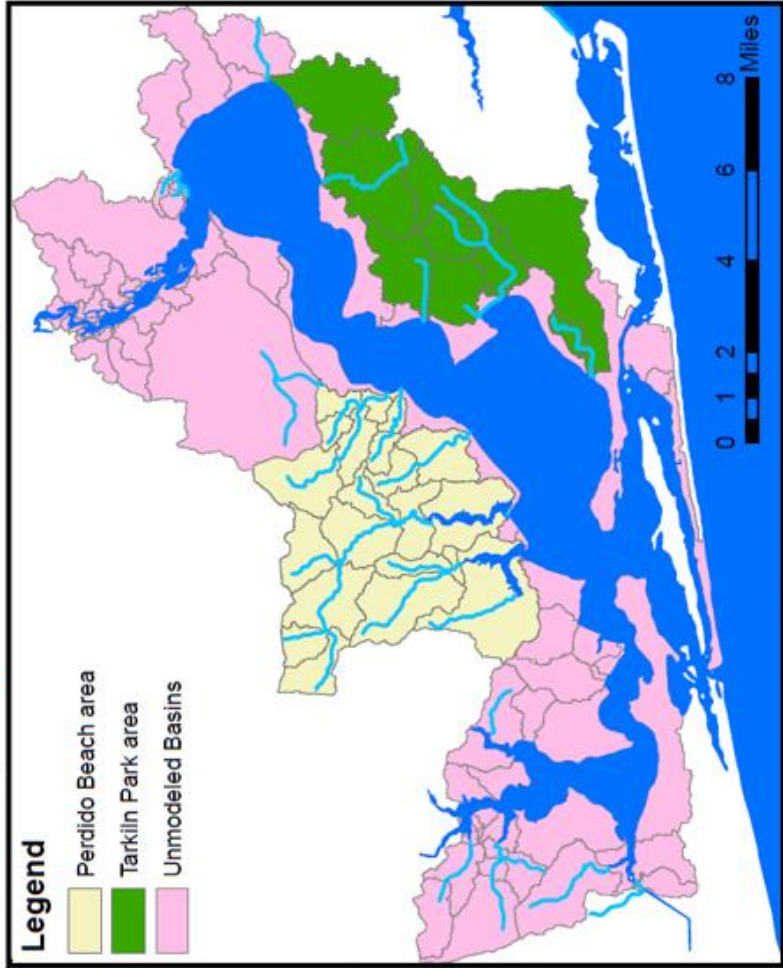 Legend
Perdido Beach area
Tarkiln Park area
Unmodeled Basins
0 1 2 4 6 8
Miles